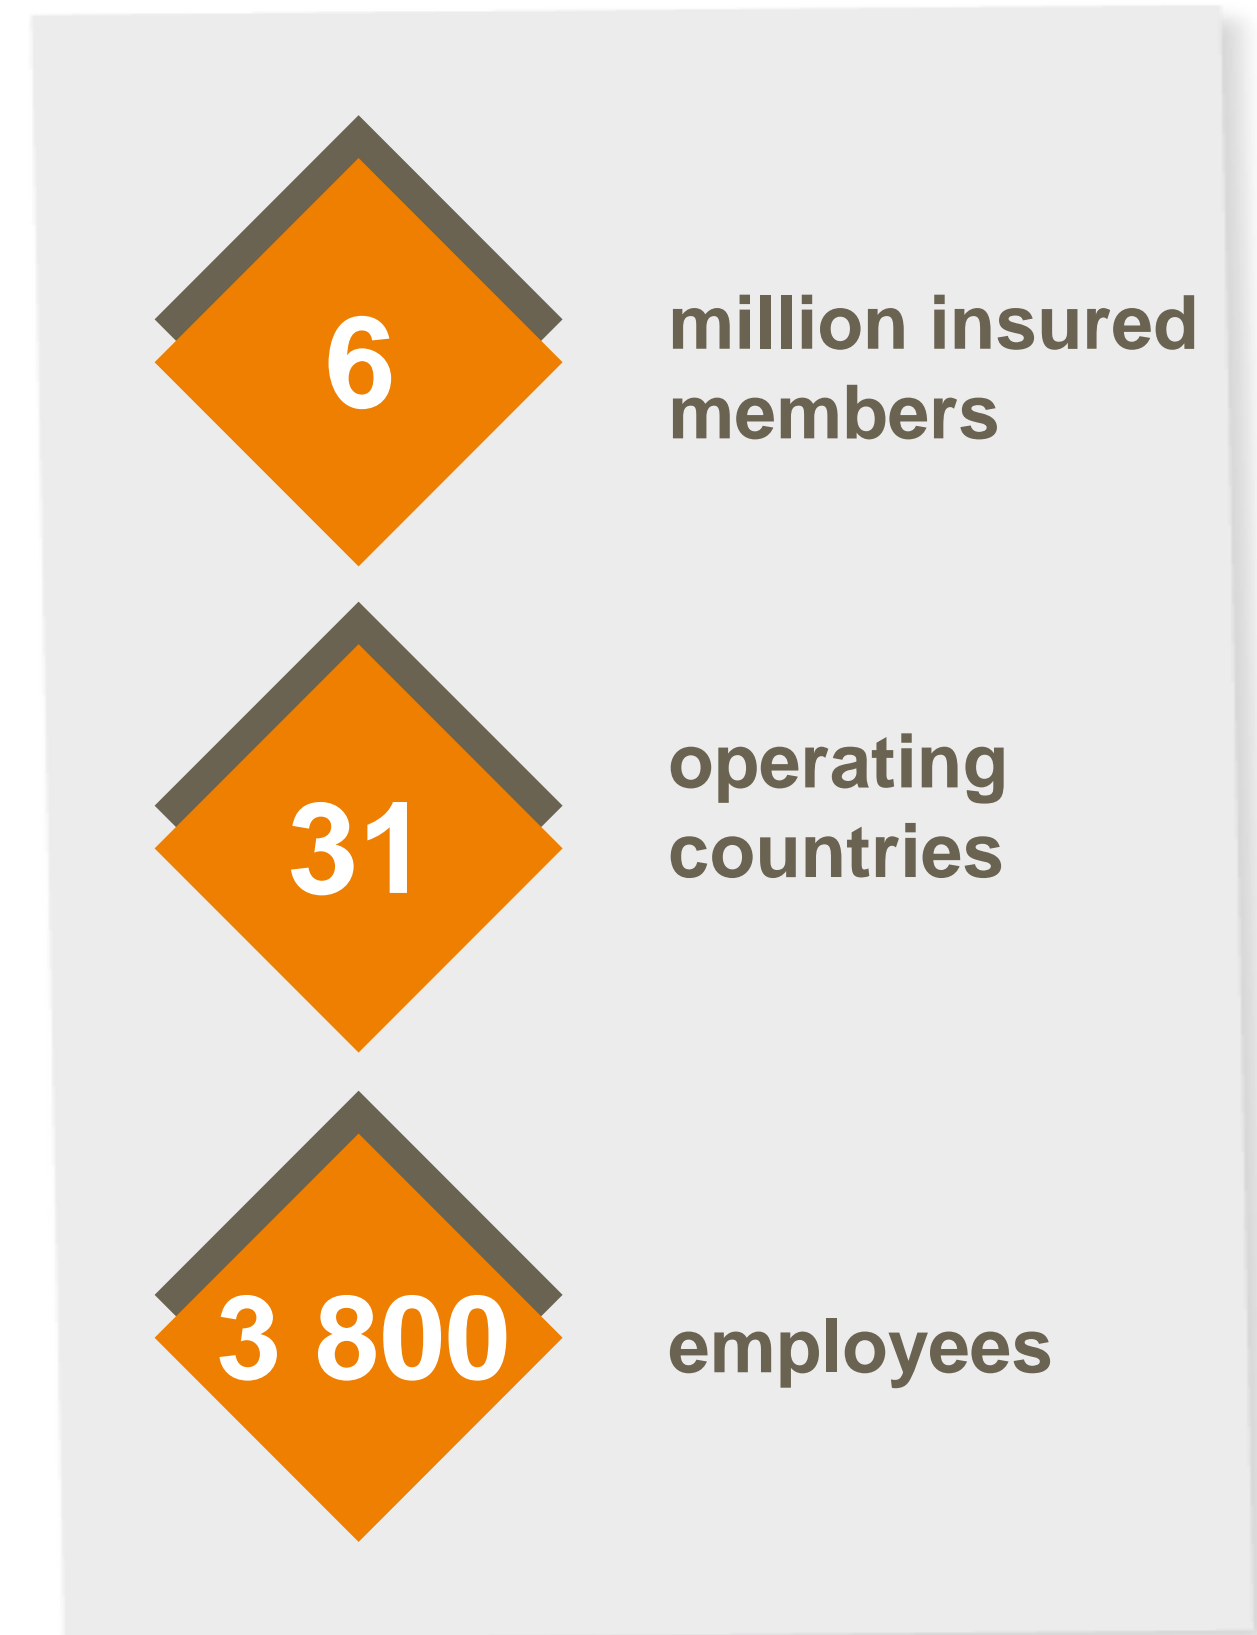 6
million insured
members
31
operating
countries
3 800
employees